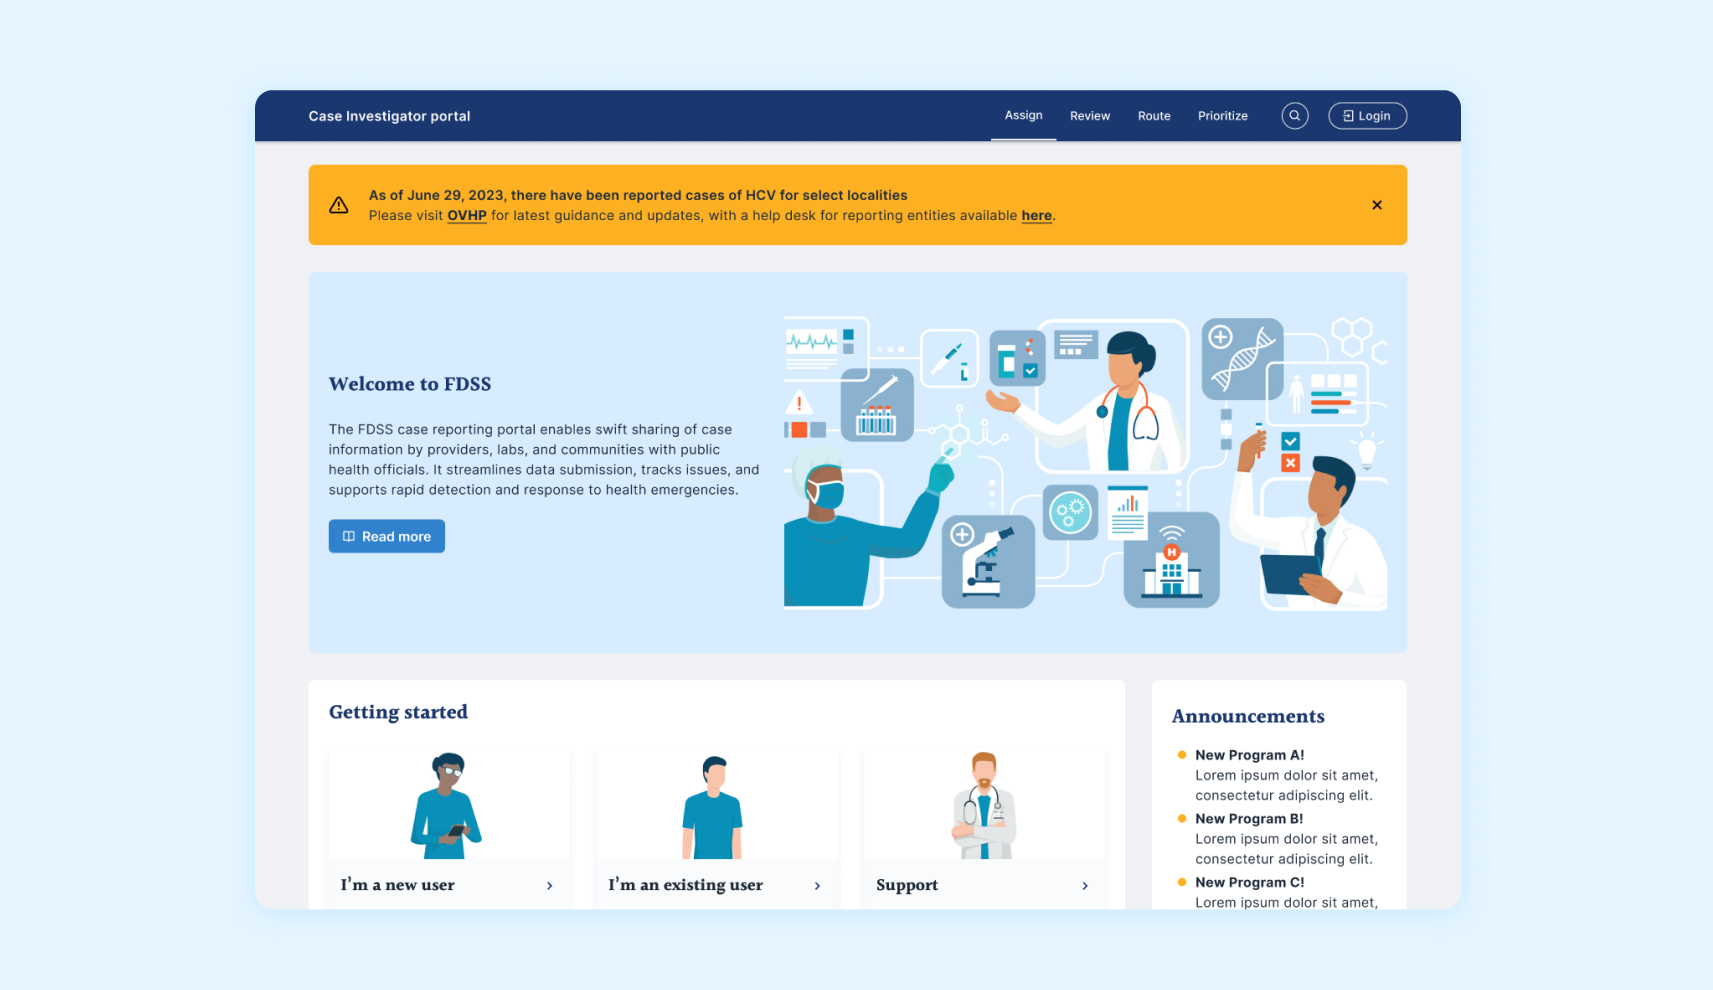 Case Investigator portal
Assign
Review
Route
Prioritize
Login
As of June 29, 2023, there have been reported cases of HCV for select localities
Please visit OVHP for latest guidance and updates, with a help desk for reporting entities available here.
Welcome to FDSS
The FDSS case reporting portal enables swift sharing of case
information by providers, labs, and communities with public
health officials. It streamlines data submission, tracks issues, and
supports rapid detection and response to health emergencies.
Read more
H
Getting started
I'm a new user
I'm an existing user
Support
Announcements
New Program A!
Lorem ipsum dolor sit amet,
consectetur adipiscing elit.
New Program B!
Lorem ipsum dolor sit amet,
consectetur adipiscing elit.
New Program C!
Lorem ipsum dolor sit amet,